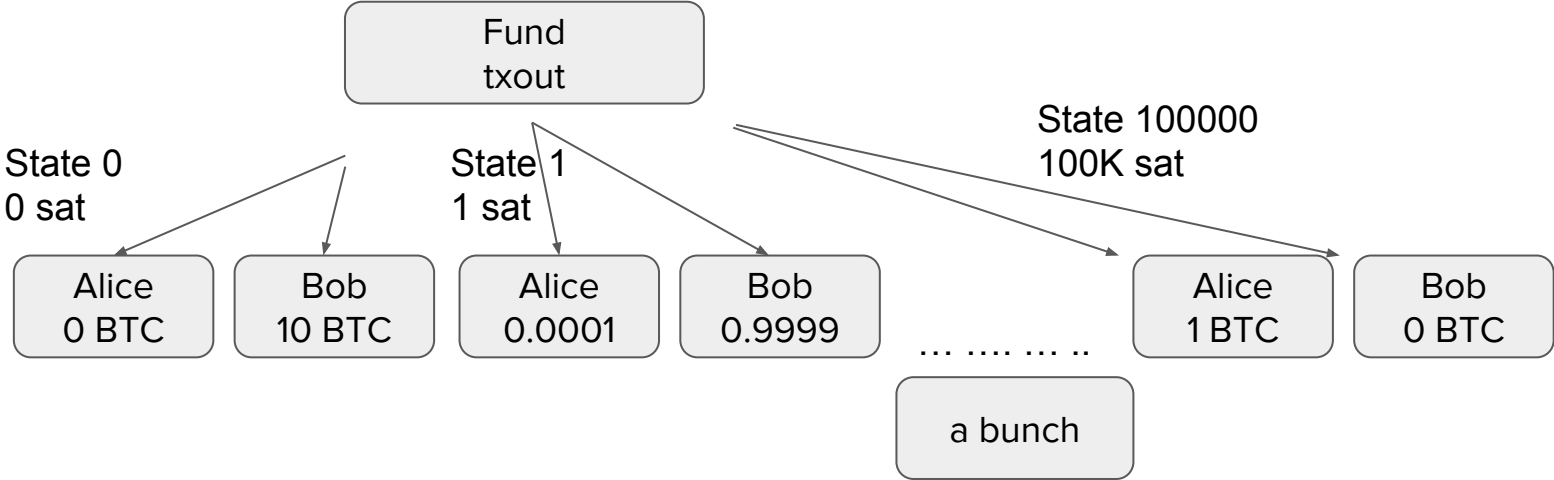 Fund
txout
State 0
0 sat
State 1
1 sat
State 100000
100K sat
Alice
0 BTC
Bob
10 BTC
Alice
0.0001
Bob
0.9999
... .... ... ..
Alice
1 BTC
Bob
0 BTC
a bunch